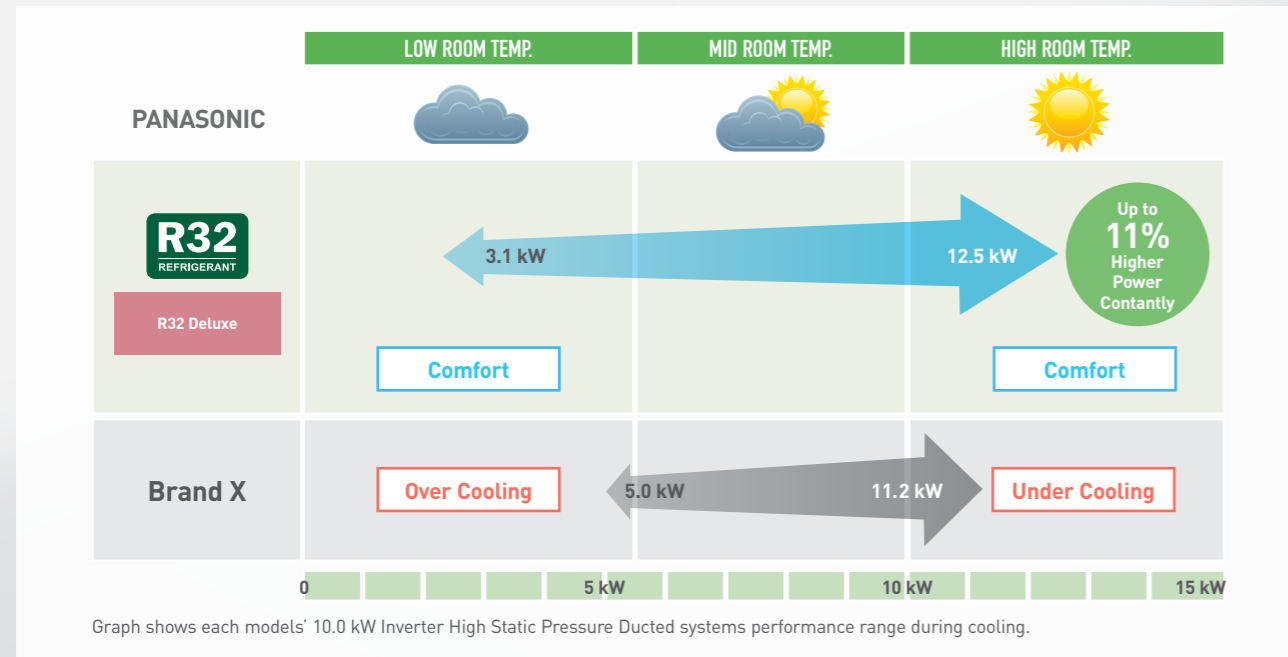 LOW ROOM TEMP.
MID ROOM TEMP.
HIGH ROOM TEMP.
PANASONIC
R32
REFRIGERANT
R32 Deluxe
3.1 kW
12.5 kW
Up to
11%
Higher
Power
Contantly
Comfort
Comfort
Brand X
Over Cooling
5.0 kW
11.2 kW
Under Cooling
0
5 kW
10 kW
15 kW
Graph shows each models' 10.0 kW Inverter High Static Pressure Ducted systems performance range during cooling.